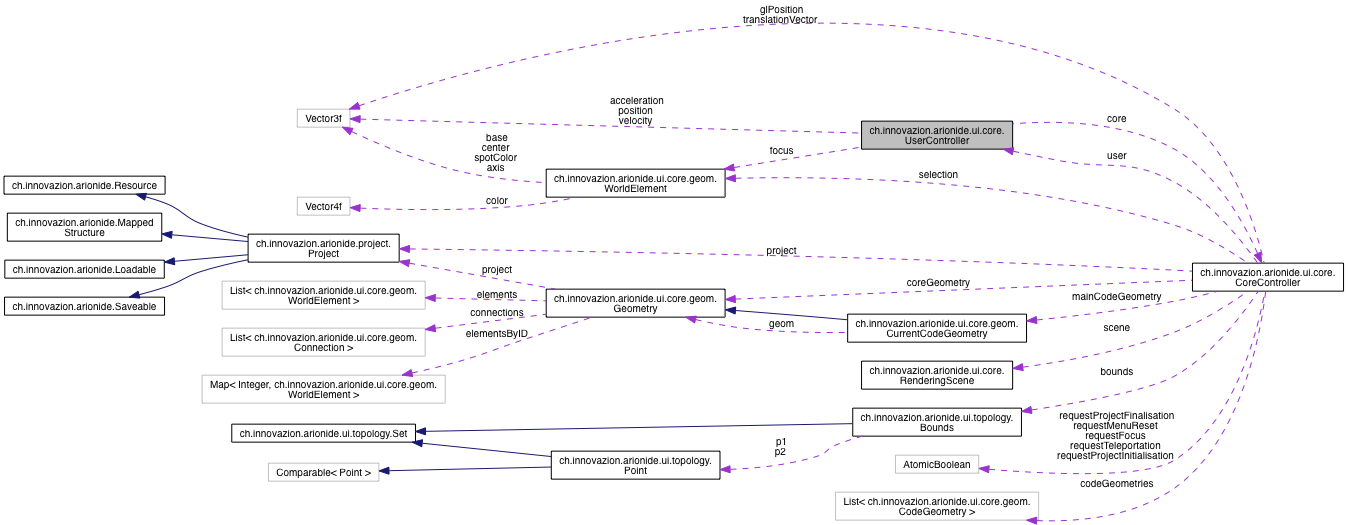 glPosition
translationVector
Vector3f
acceleration
position
velocity
ch.innovazion.arionide.ui.core.
UserController
core
user
base
center
spotColor
axis
focus
ch.innovazion.arionide.ui.core.geom.
WorldElement
selection
color
Vector4f
ch.innovazion.arionide.Resource
ch.innovazion.arionide.Mapped
Structure
ch.innovazion.arionide.Loadable
ch.innovazion.arionide.Saveable
ch.innovazion.arionide.project.
Project
project
project
ch.innovazion.arionide.ui.core.
CoreController
List< ch.innovazion.arionide.ui.core.geom.
WorldElement >
elements
connections
elementsByID
ch.innovazion.arionide.ui.core.geom.
Geometry
coreGeometry
mainCodeGeometry
geom
ch.innovazion.arionide.ui.core.geom.
CurrentCodeGeometry
scene
List< ch.innovazion.arionide.ui.core.geom.
Connection >
ch.innovazion.arionide.ui.core.
RenderingScene
bounds
Map< Integer, ch.innovazion.arionide.ui.core.geom.
WorldElement >
ch.innovazion.arionide.ui.topology.
Bounds
ch.innovazion.arionide.ui.topology.Set
p1
p2
requestProjectFinalisation
requestMenuReset
requestFocus
requestTeleportation
requestProjectInitialisation
Comparable< Point >
ch.innovazion.arionide.ui.topology.
Point
AtomicBoolean
codeGeometries
List< ch.innovazion.arionide.ui.core.geom.
CodeGeometry >